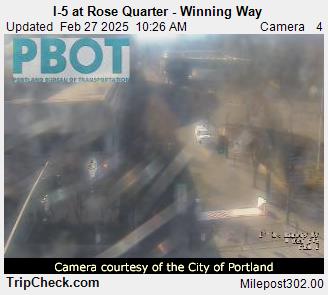 I-5 at Rose Quarter - Winning Way
Updated Feb 27 2025 10:26 AM Camera 4
PBOT
PORTLAND BUREAU OF TRANSPORTATION
Camera courtesy of the City of Portland
TripCheck.com Milepost302.00